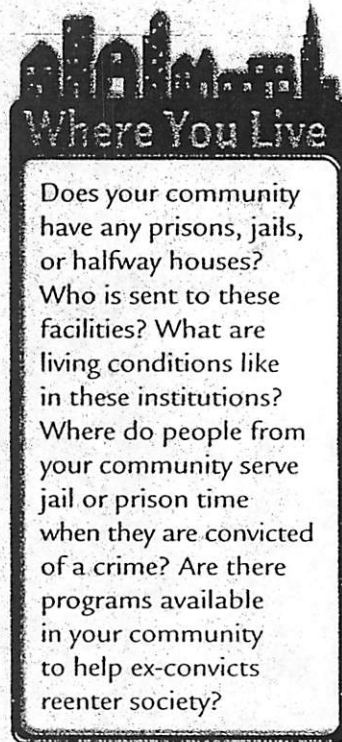 Where You Live
Does your community
have any prisons, jails,
or halfway houses?
Who is sent to these
facilities? What are
living conditions like
in these institutions?
Where do people from
your community serve
jail or prison time
when they are convicted
of a crime? Are there
programs available
in your community
to help ex-convicts
reenter society?